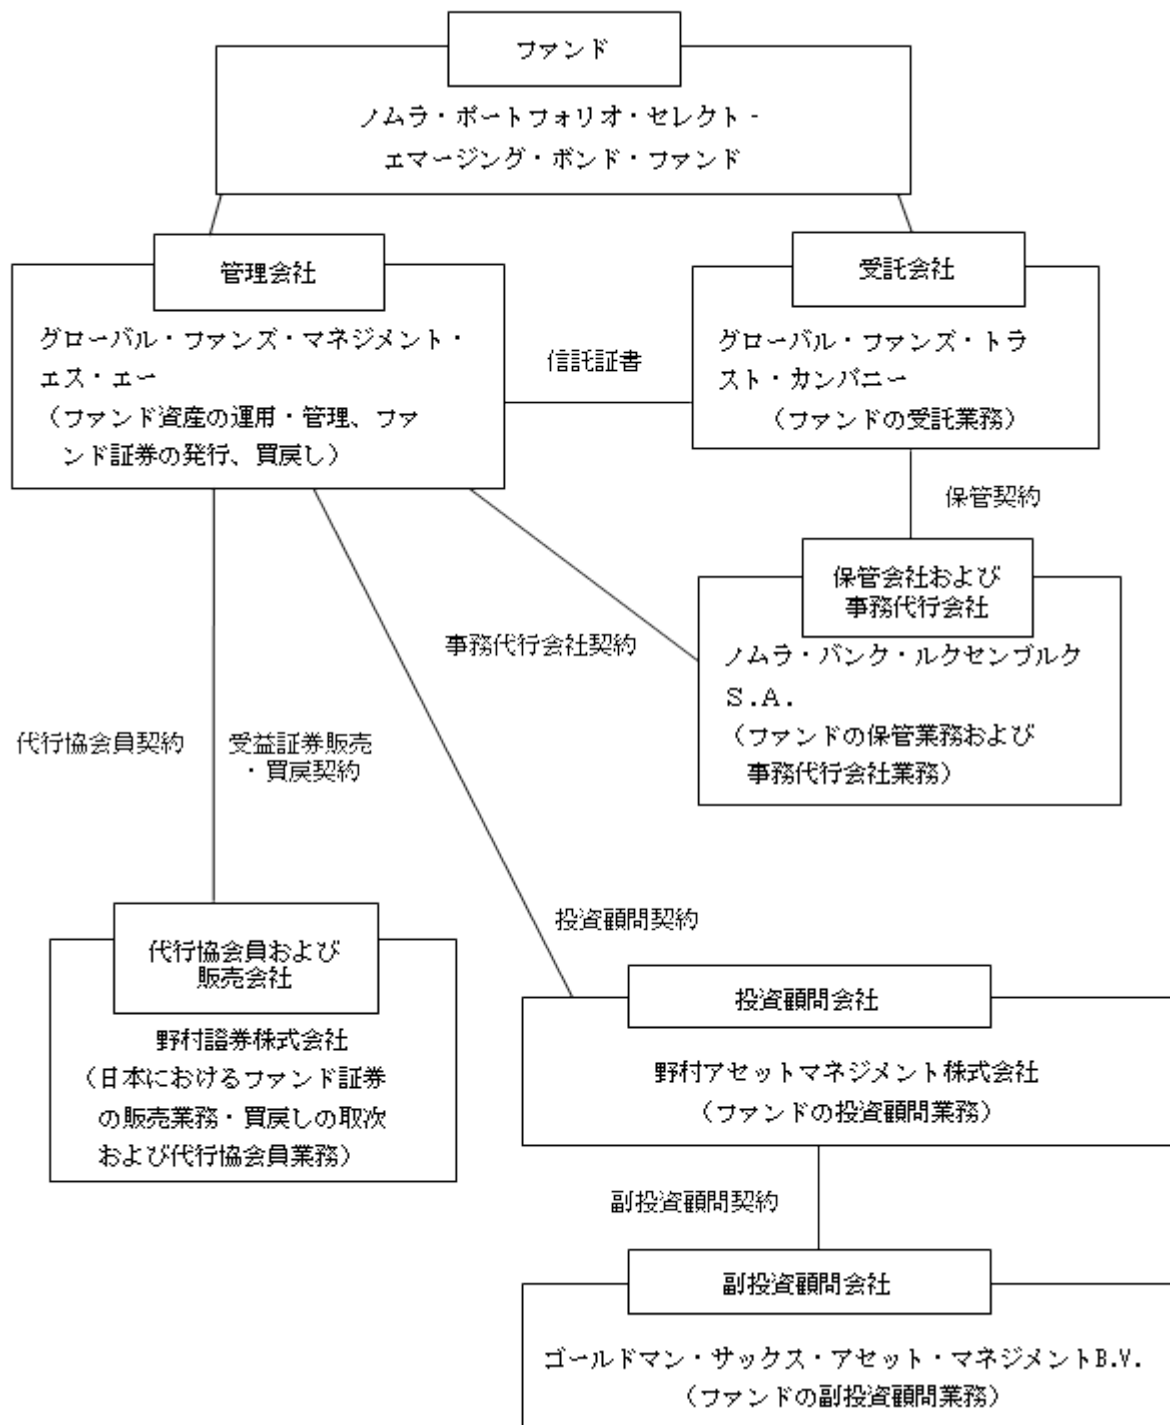 ファンド
ノムラ・ポートフォリオ・セレクト -
エマージング・ボンド・ファンド
管理会社
グローバル・ファンズ・マネジメント・
エス・エー
（ファンド資産の運用・管理、ファ
ンド証券の発行、買戻し）
信託証書
受託会社
グローバル・ファンズ・トラ
スト・カンパニー
（ファンドの受託業務）
保管契約
保管会社および
事務代行会社
ノムラ・バンク・ルクセンブルク
Ｓ.Ａ.
（ファンドの保管業務および
事務代行会社業務）
事務代行会社契約
代行協会員契約
受益証券販売
・買戻契約
代行協会員および
販売会社
野村證券株式会社
（日本におけるファンド証券
の販売業務・買戻しの取次
および代行協会員業務）
投資顧問契約
投資顧問会社
野村アセットマネジメント株式会社
（ファンドの投資顧問業務）
副投資顧問契約
副投資顧問会社
ゴールドマン・サックス・アセット・マネジメントB.V.
（ファンドの副投資顧問業務）